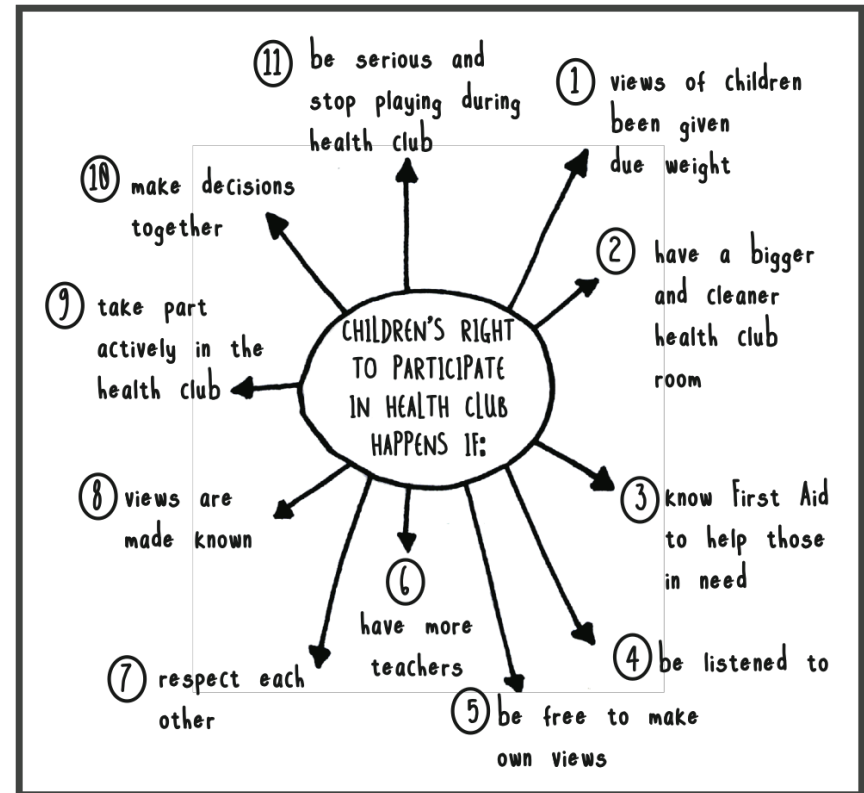 CHILDREN'S RIGHT
TO PARTICIPATE
IN HEALTH CLUB
HAPPENS IF:
1 views of children
been given
due weight
2 have a bigger
and cleaner
health club
room
3 know First Aid
to help those
in need
4 be listened to
5 be free to make
own views
6
have more
teachers
7 respect each
other
8 views are
made known
9 take part
actively in the
health club
10 make decisions
together
11 be serious and
stop playing during
health club